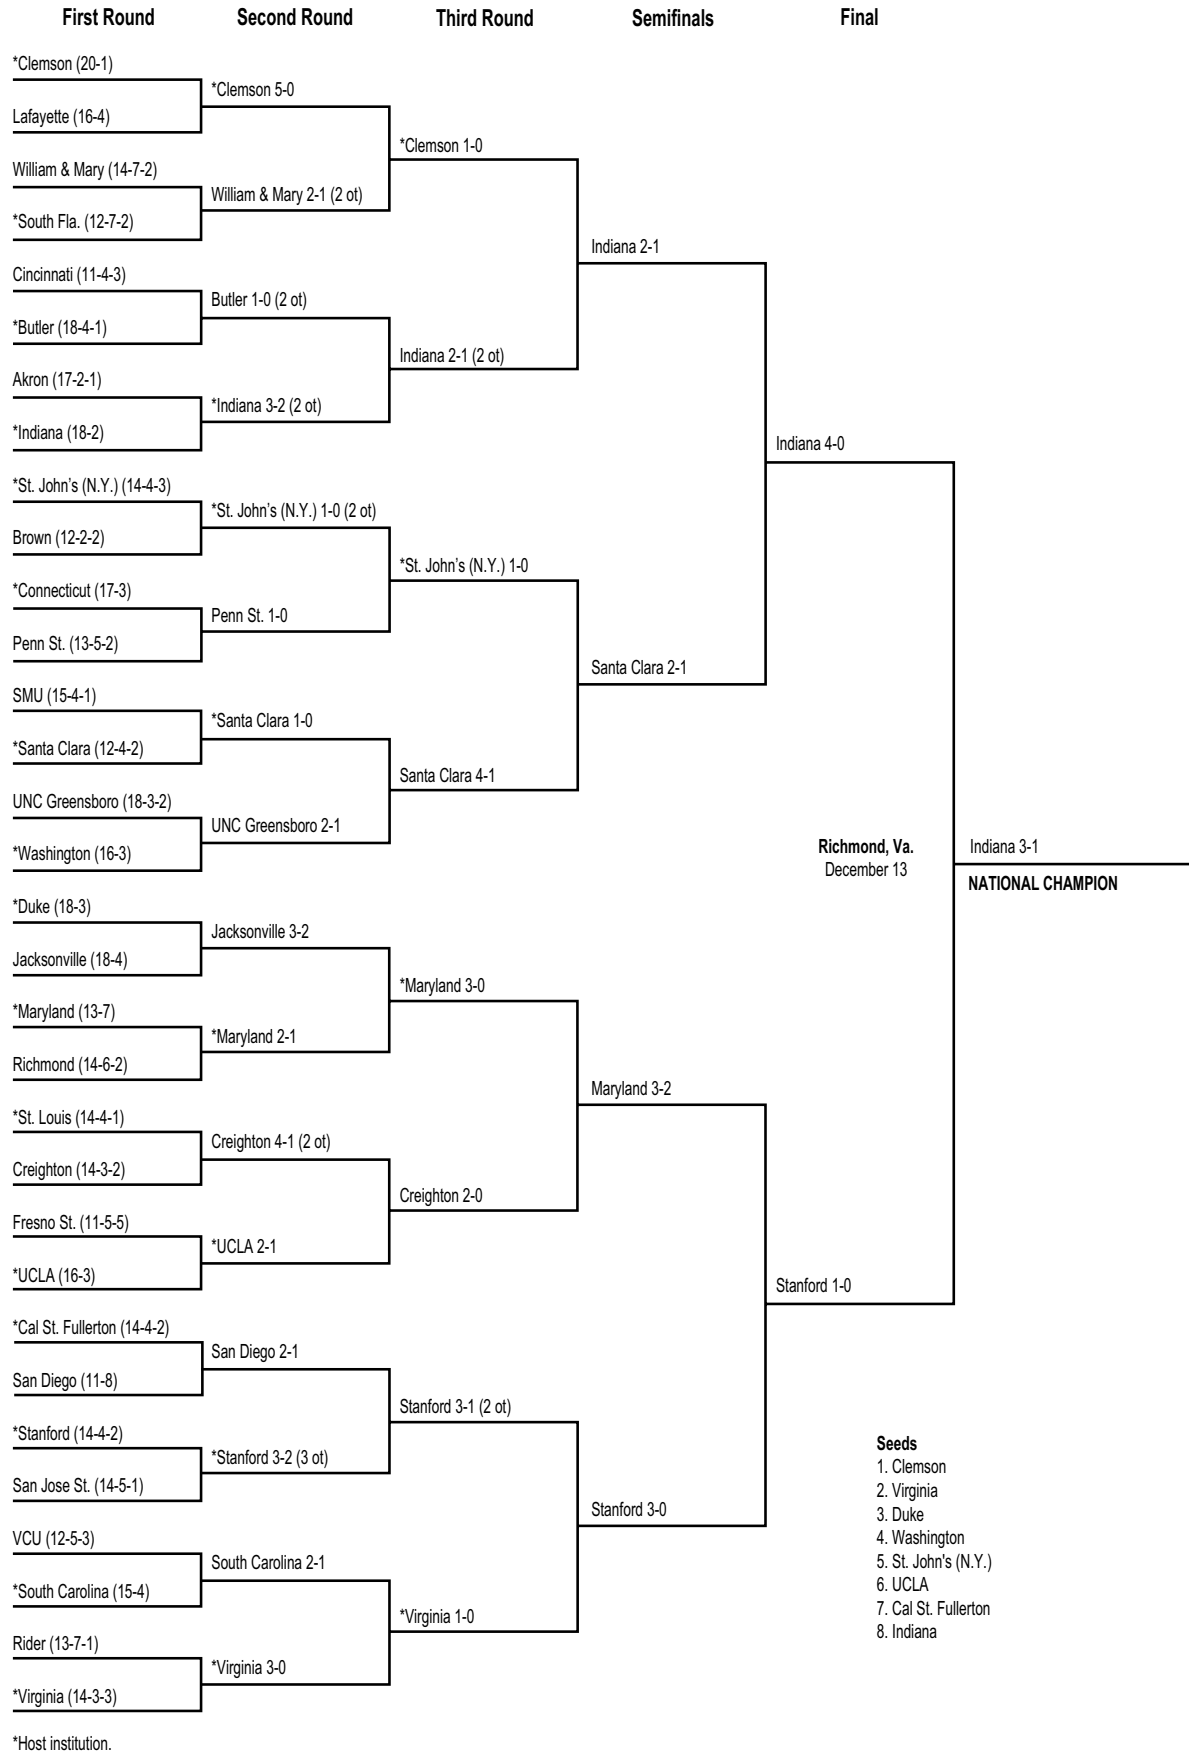 First Round
Second Round
Third Round
Semifinals
Final
*Clemson (20-1)
Lafayette (16-4)
William & Mary (14-7-2)
*South Fla. (12-7-2)
Cincinnati (11-4-3)
*Butler (18-4-1)
Akron (17-2-1)
*Indiana (18-2)
*St. John's (N.Y.) (14-4-3)
Brown (12-2-2)
*Connecticut (17-3)
Penn St. (13-5-2)
SMU (15-4-1)
*Santa Clara (12-4-2)
UNC Greensboro (18-3-2)
*Washington (16-3)
*Duke (18-3)
Jacksonville (18-4)
*Maryland (13-7)
Richmond (14-6-2)
*St. Louis (14-4-1)
Creighton (14-3-2)
Fresno St. (11-5-5)
*UCLA (16-3)
*Cal St. Fullerton (14-4-2)
San Diego (11-8)
*Stanford (14-4-2)
San Jose St. (14-5-1)
VCU (12-5-3)
*South Carolina (15-4)
Rider (13-7-1)
*Virginia (14-3-3)
*Clemson 5-0
William & Mary 2-1 (2 ot)
Butler 1-0 (2 ot)
*Indiana 3-2 (2 ot)
*St. John's (N.Y.) 1-0 (2 ot)
Penn St. 1-0
*Santa Clara 1-0
UNC Greensboro 2-1
Jacksonville 3-2
*Maryland 2-1
Creighton 4-1 (2 ot)
*UCLA 2-1
San Diego 2-1
*Stanford 3-2 (3 ot)
South Carolina 2-1
*Virginia 3-0
*Clemson 1-0
Indiana 2-1 (2 ot)
*St. John's (N.Y.) 1-0
Santa Clara 4-1
*Maryland 3-0
Creighton 2-0
Stanford 3-1 (2 ot)
*Virginia 1-0
Indiana 2-1
Santa Clara 2-1
Maryland 3-2
Stanford 3-0
Indiana 4-0
Stanford 1-0
Richmond, Va.
December 13
Indiana 3-1
NATIONAL CHAMPION
Seeds
1. Clemson
2. Virginia
3. Duke
4. Washington
5. St. John's (N.Y.)
6. UCLA
7. Cal St. Fullerton
8. Indiana
*Host institution.